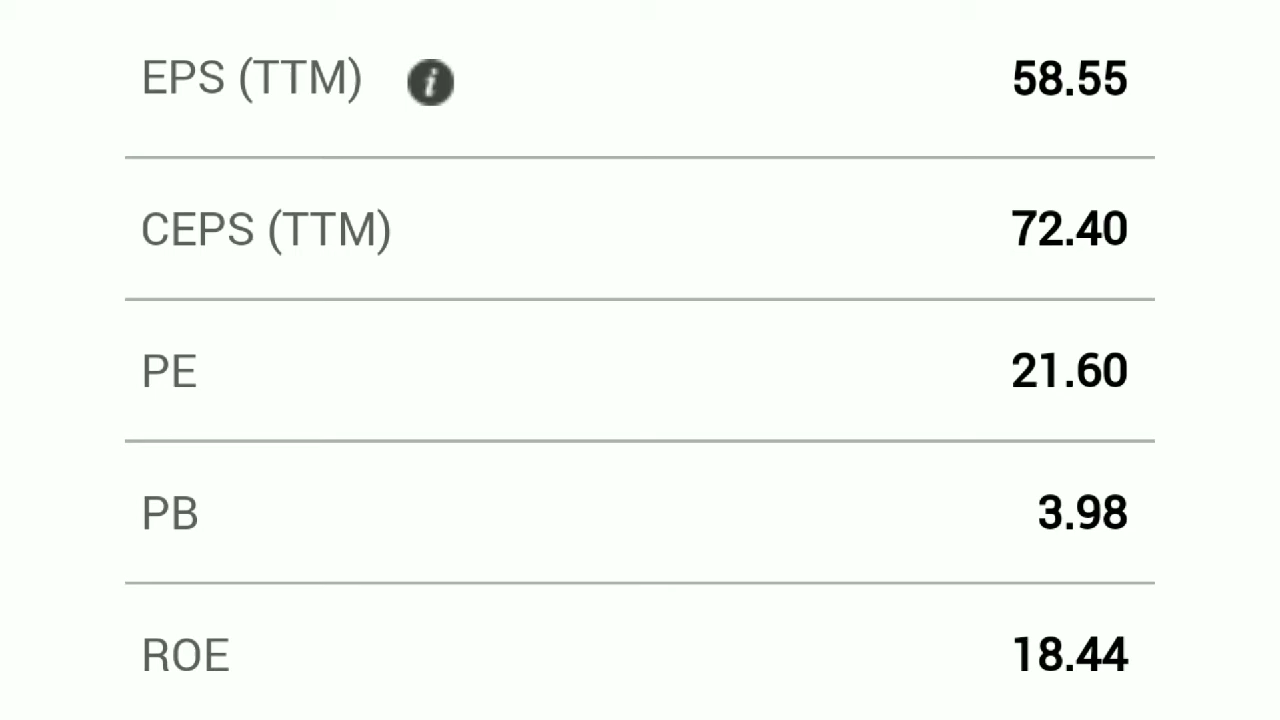 EPS (TTM) i 58.55
CEPS (TTM) 72.40
PE 21.60
PB 3.98
ROE 18.44